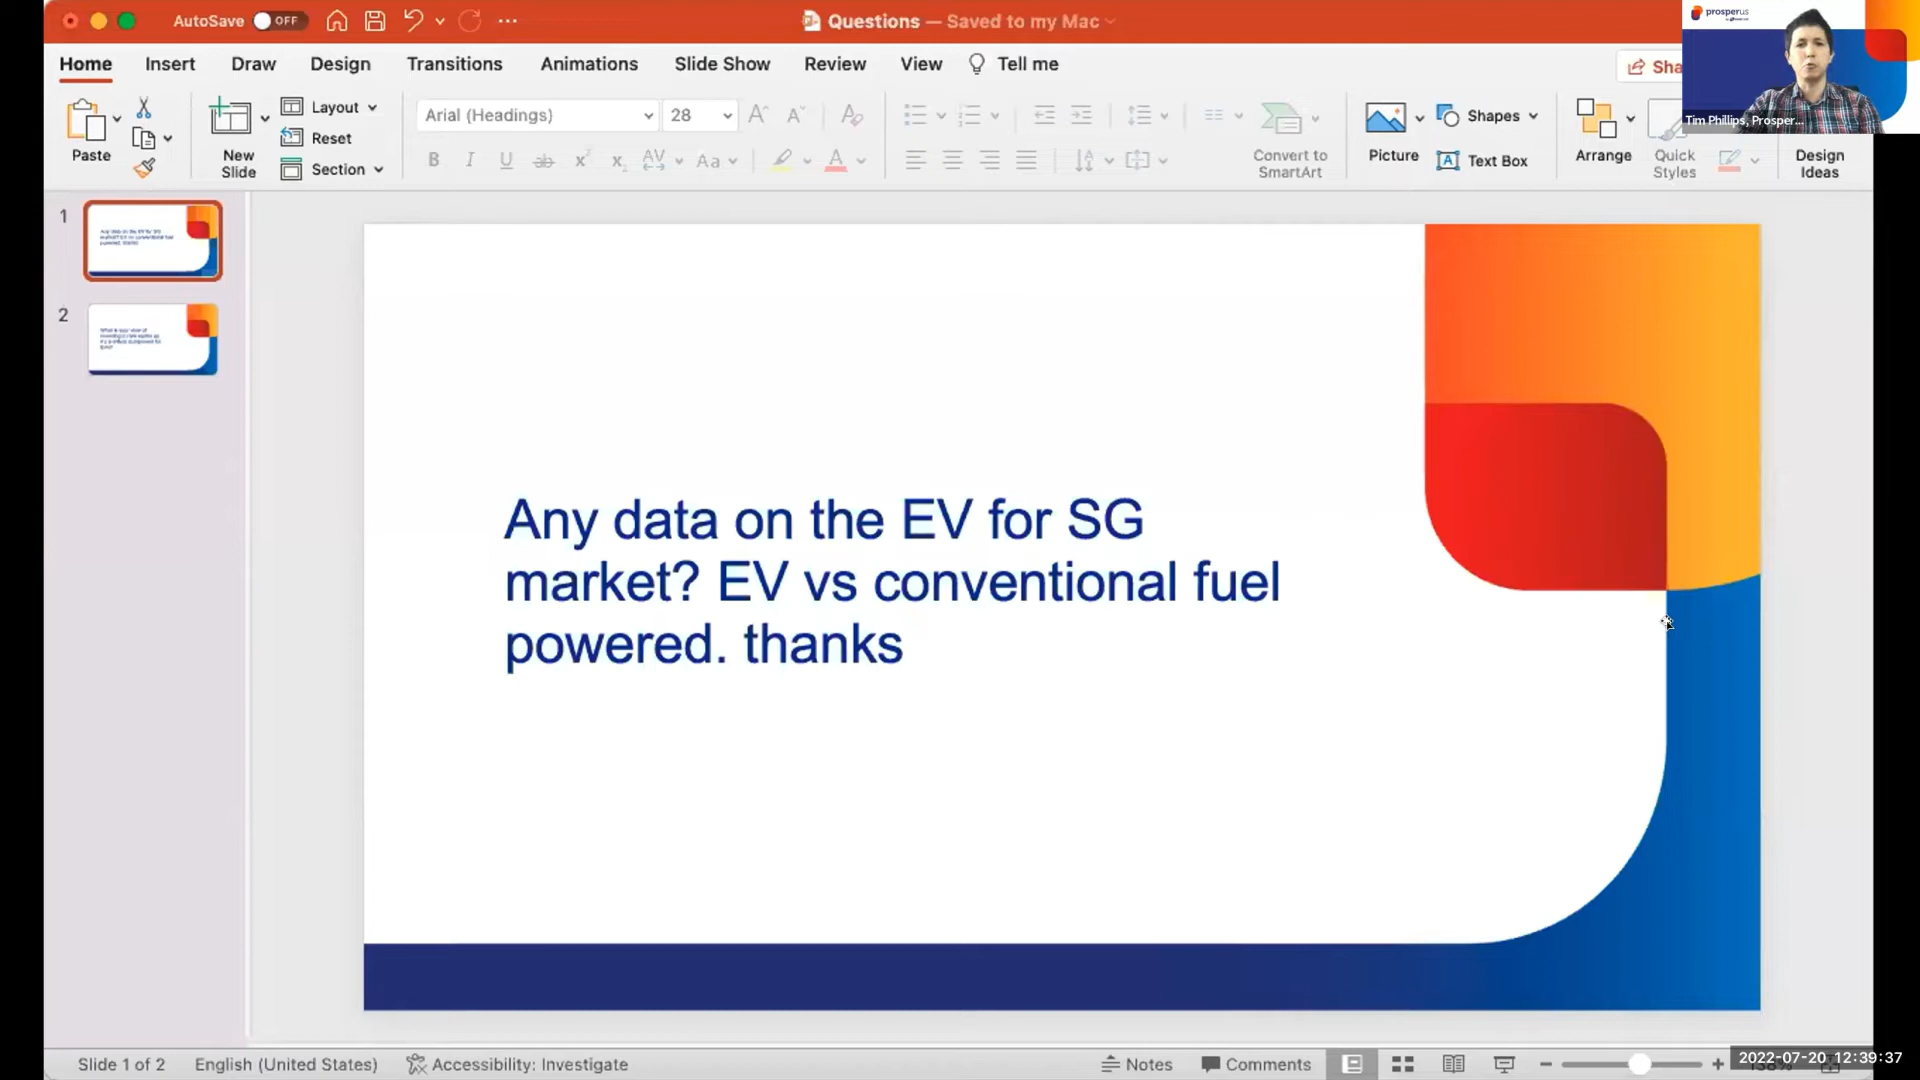 AutoSave OFF
Questions — Saved to my Mac
prosperus
Home Insert Draw Design Transitions Animations Slide Show Review View Tell me
Sha
Tim Phillips, Prosper...
Paste
New Slide
Layout
Reset
Section
Arial (Headings) 28
Convert to SmartArt
Picture
Shapes
Text Box
Arrange
Quick Styles
Design Ideas
1
2
Any data on the EV for SG
market? EV vs conventional fuel
powered. thanks
Slide 1 of 2 English (United States) Accessibility: Investigate Notes Comments
2022-07-20 12:39:37